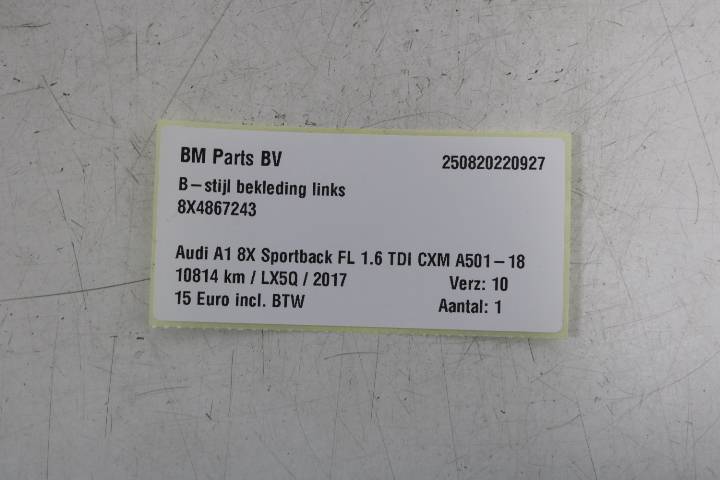 BM Parts BV 250820220927
B-stijl bekleding links
8X4867243
Audi A1 8X Sportback FL 1.6 TDI CXM A501-18
10814 km / LX5Q / 2017 Verz: 10
15 Euro incl. BTW Aantal: 1